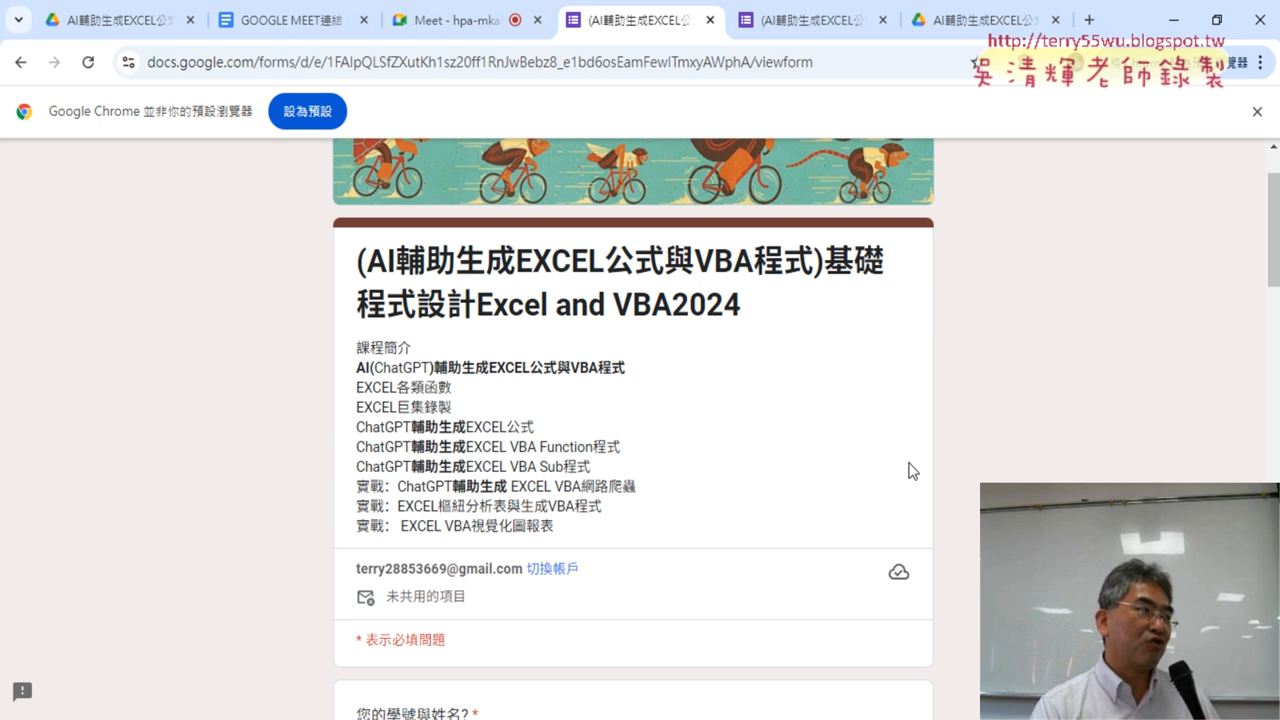 AI輔助生成EXCEL公
GOOGLE MEET連結
Meet - hpa-mka
(AI輔助生成EXCEL公
(AI輔助生成EXCEL公
AI輔助生成EXCEL公
http://terry55wu.blogspot.tw
docs.google.com/forms/d/e/1FAIpQLSfZXutKh1sz20ff1RnJwBebz8_e1bd6osEamFewITmxyAWphA/viewform
吳清輝老師錄製
覽器
Google Chrome 並非你的預設瀏覽器
設為預設
(AI輔助生成EXCEL公式與VBA程式)基礎
程式設計Excel and VBA2024
課程簡介
AI(ChatGPT)輔助生成EXCEL公式與VBA程式
EXCEL各類函數
EXCEL巨集錄製
ChatGPT輔助生成EXCEL公式
ChatGPT輔助生成EXCEL VBA Function程式
ChatGPT輔助生成EXCEL VBA Sub程式
實戰：ChatGPT輔助生成 EXCEL VBA網路爬蟲
實戰：EXCEL樞紐分析表與生成VBA程式
實戰： EXCEL VBA視覺化圖報表
terry28853669@gmail.com 切換帳戶
未共用的項目
* 表示必填問題
您的學號與姓名? *